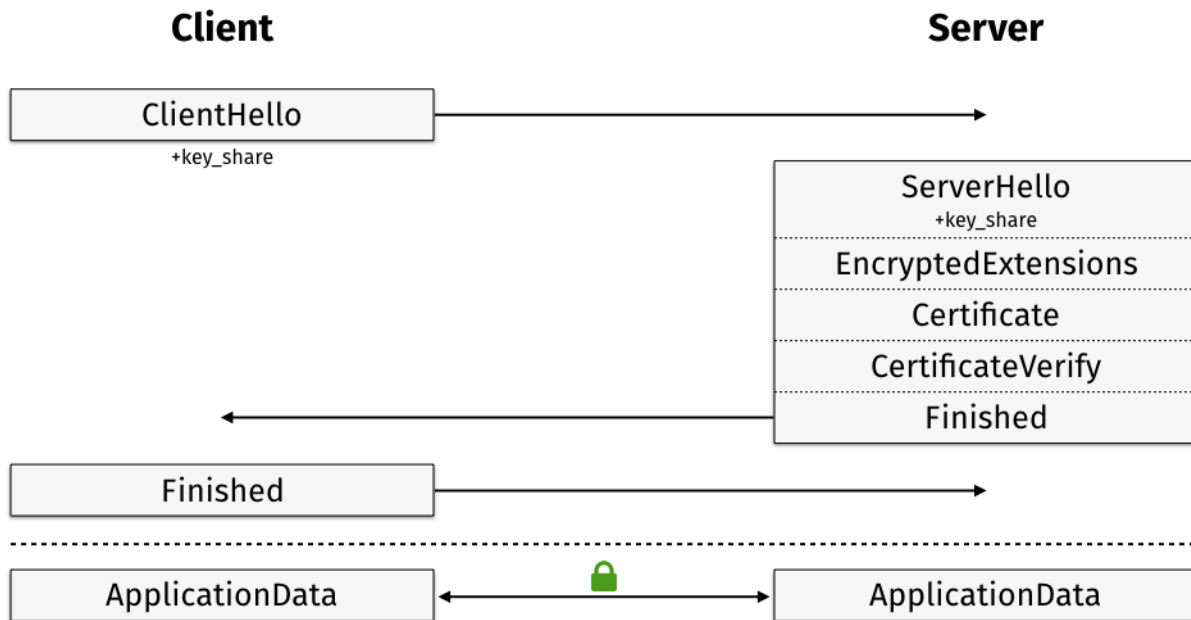 Client
Server
ClientHello
+key_share
ServerHello
+key_share
EncryptedExtensions
Certificate
CertificateVerify
Finished
Finished
ApplicationData
ApplicationData